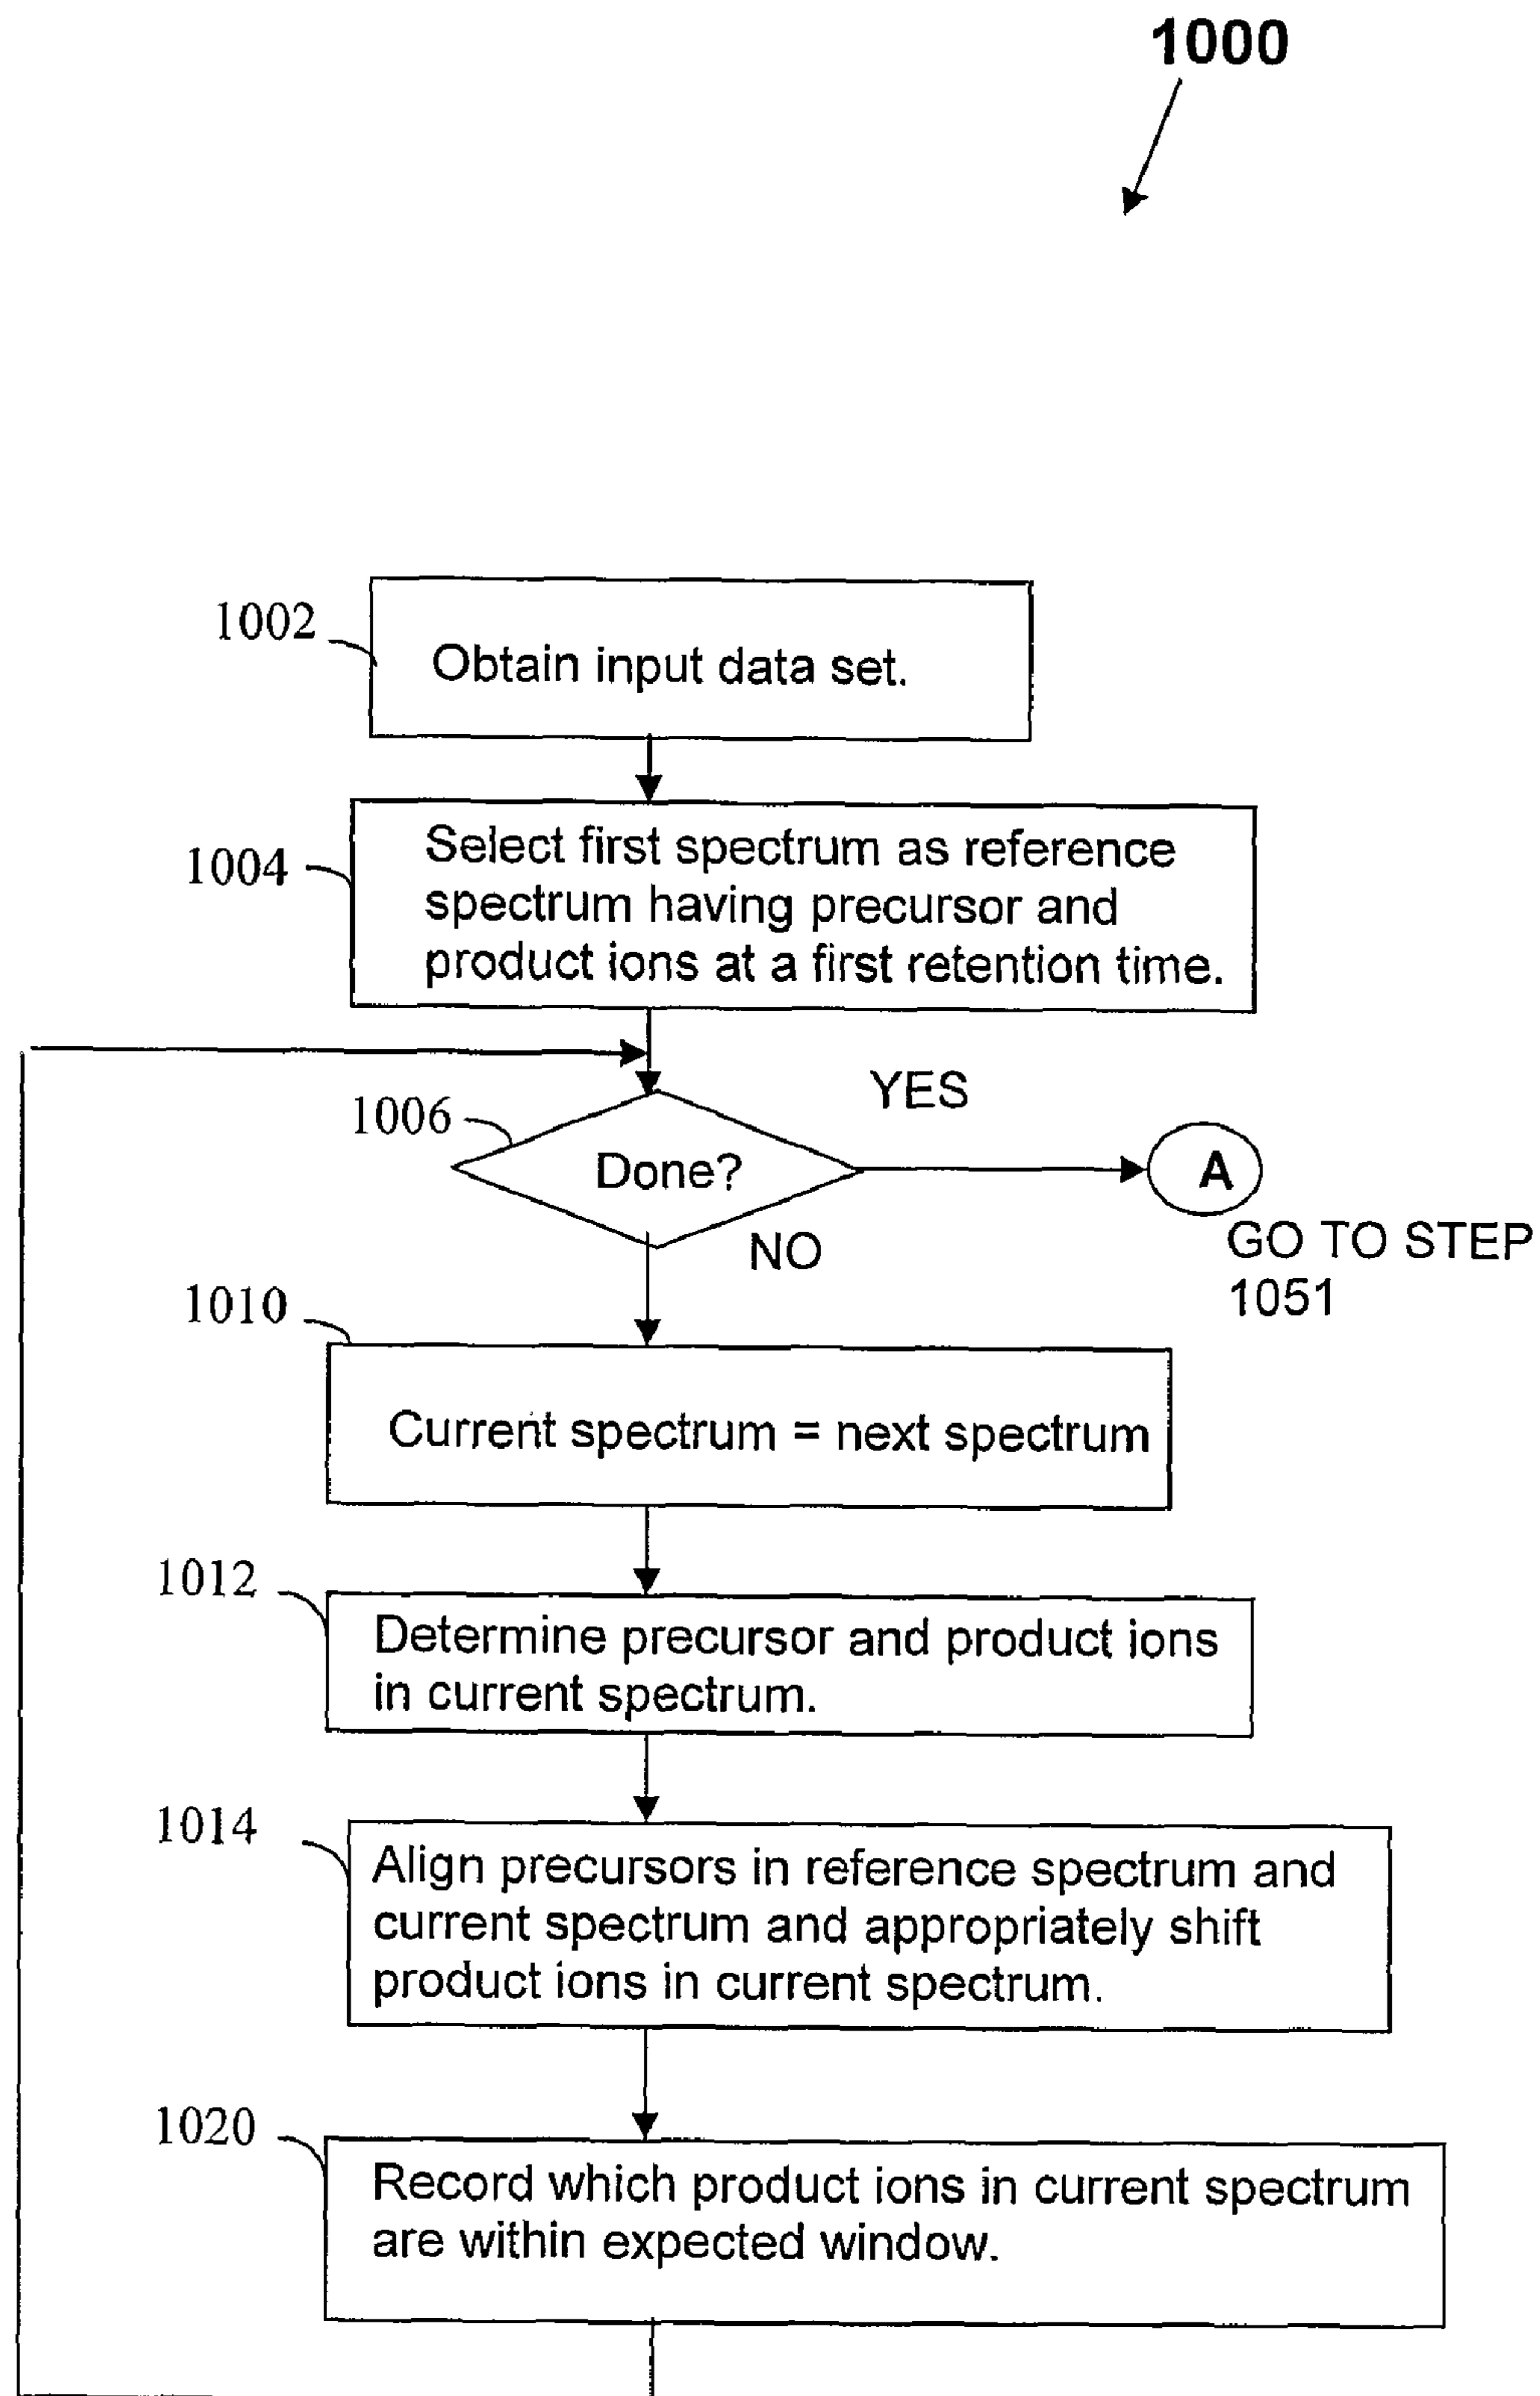 1000
1002
Obtain input data set.
1004
Select first spectrum as reference
spectrum having precursor and
product ions at a first retention time.
YES
1006
Done?
A
NO
GO TO STEP
1051
1010
Current spectrum = next spectrum
1012
Determine precursor and product ions
in current spectrum.
1014
Align precursors in reference spectrum and
current spectrum and appropriately shift
product ions in current spectrum.
1020
Record which product ions in current spectrum
are within expected window.